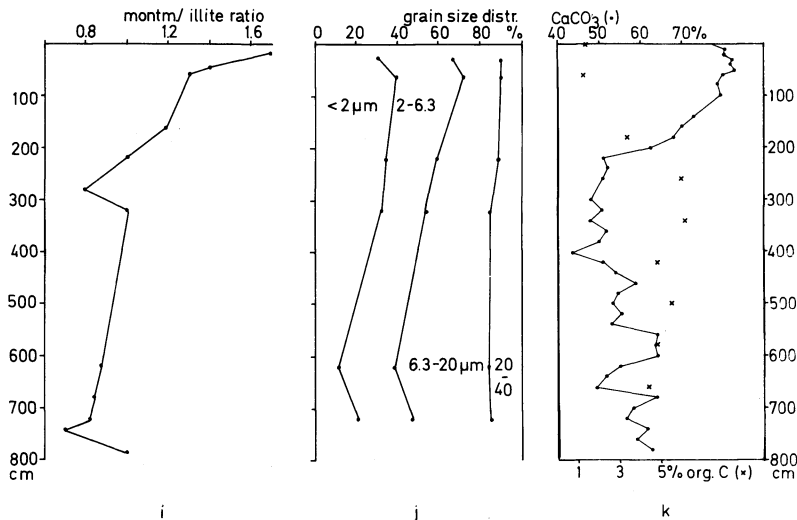 montm/ illite ratio
0.8 1.2 1.6
100
200
300
400
500
600
700
800
cm
i
grain size distr.
0 20 40 60 80 %
<2µm 2-6.3
6.3-20µm 20
-
40
j
CaCO3 (•)
40 50 60 70%
100
200
300
400
500
600
700
800
1 3 5% org. C (×) cm
k